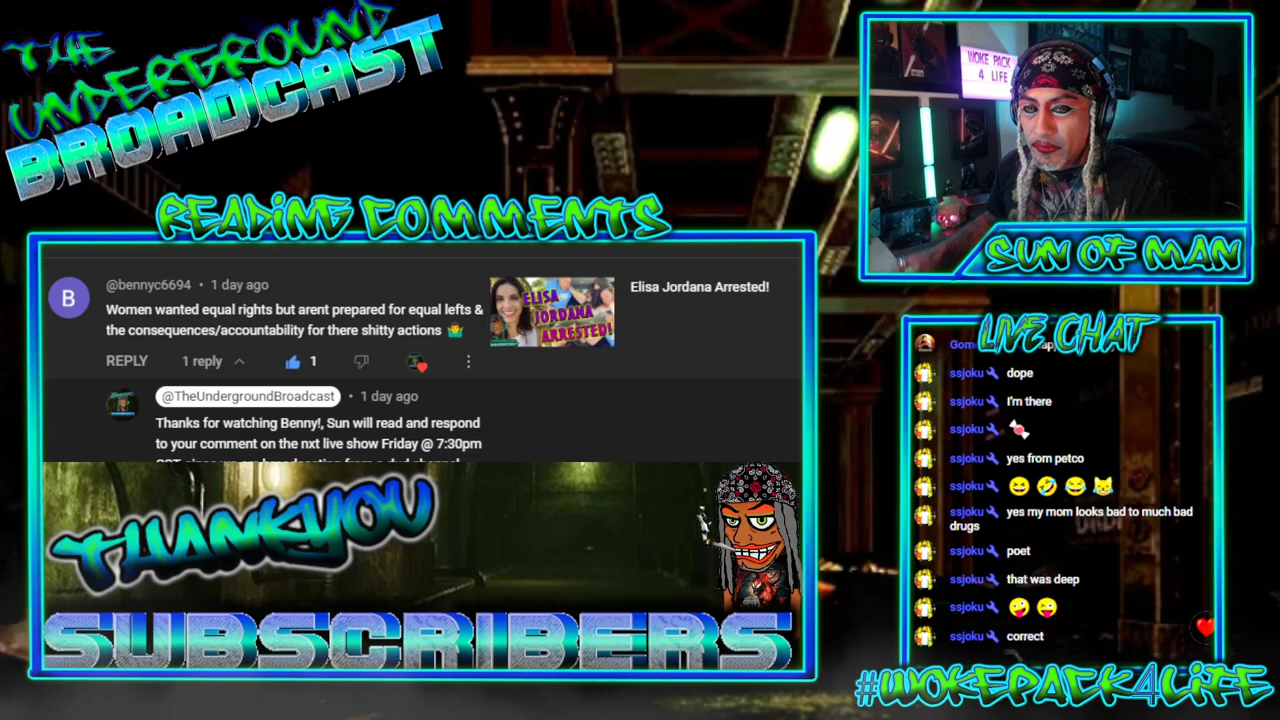 THE
UNDERGROUND
BROADCAST
READING COMMENTS
B
@bennyc6694 • 1 day ago
Women wanted equal rights but arent prepared for equal lefts &
the consequences/accountability for there shitty actions
REPLY 1 reply 1
ELISA
JORDANA
ARRESTED!
Elisa Jordana Arrested!
@TheUndergroundBroadcast • 1 day ago
Thanks for watching Benny!, Sun will read and respond
to your comment on the nxt live show Friday @ 7:30pm
THANKYOU
SUBSCRIBERS
WOKE PACK
4 LIFE
SUN OF MAN
LIVE CHAT
ssjoku dope
ssjoku I'm there
ssjoku
ssjoku yes from petco
ssjoku
ssjoku yes my mom looks bad to much bad
drugs
ssjoku poet
ssjoku that was deep
ssjoku
ssjoku correct
#WOKEPACK4LIFE